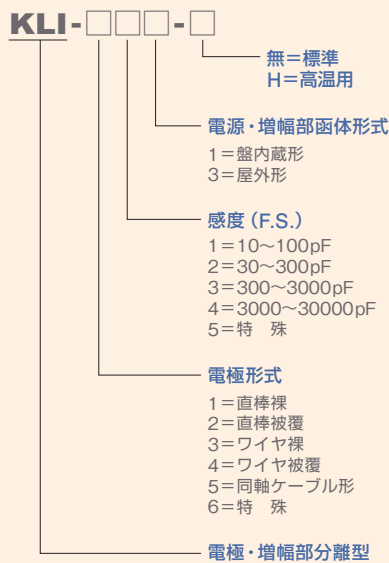 KLI-□□□-□
無=標準
H=高温用
電源・増幅部函体形式
1=盤内蔵形
3=屋外形
感度(F.S.)
1=10~100pF
2=30~300pF
3=300~3000pF
4=3000~30000pF
5=特 殊
電極形式
1=直棒裸
2=直棒被覆
3=ワイヤ裸
4=ワイヤ被覆
5=同軸ケーブル形
6=特 殊
電極・増幅部分離型